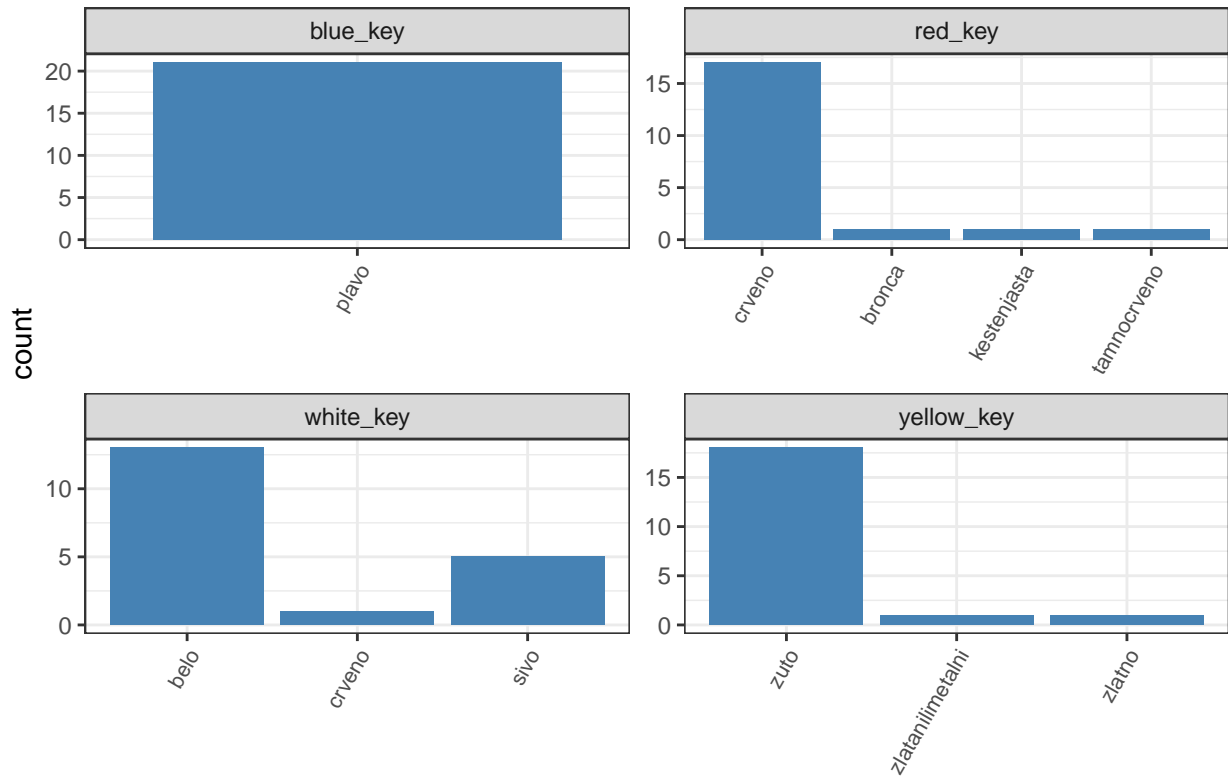 blue_key
20
15
10
5
0
plavo
red_key
15
10
5
0
crveno
bronca
kestenjasta
tamnocrveno
count
white_key
10
5
0
belo
crveno
sivo
yellow_key
15
10
5
0
zuto
zlatanilimetalni
zlatno